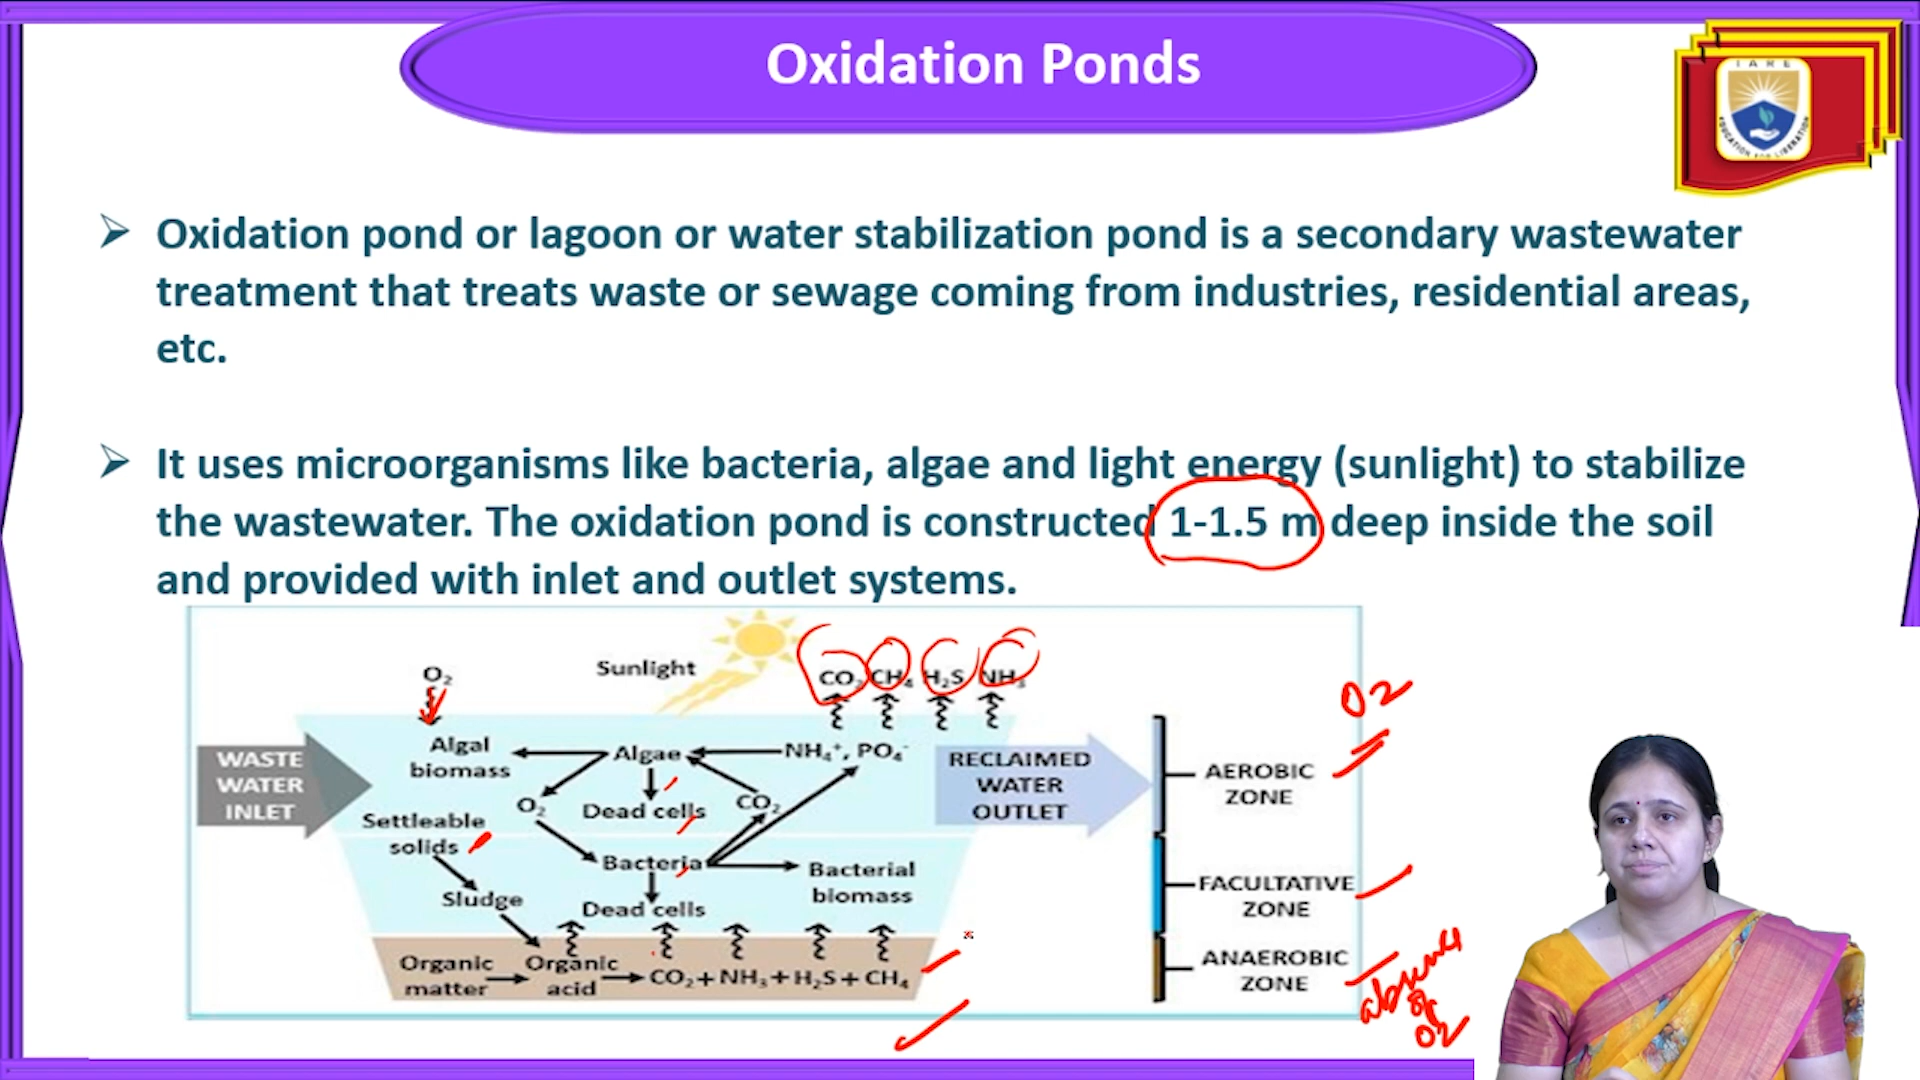 Oxidation Ponds
IARE
EDUCATION FOR LIBERATION
➢ Oxidation pond or lagoon or water stabilization pond is a secondary wastewater
treatment that treats waste or sewage coming from industries, residential areas,
etc.
➢ It uses microorganisms like bacteria, algae and light energy (sunlight) to stabilize
the wastewater. The oxidation pond is constructed 1-1.5 m deep inside the soil
and provided with inlet and outlet systems.
O₂
Sunlight
CO₂ CH₄ H₂S NH₃
O2
WASTE
WATER
INLET
Algal
biomass
Algae
NH₄⁺, PO₄⁻
O₂
Dead cells
CO₂
Settleable
solids
Bacteria
Bacterial
biomass
Sludge
Dead cells
Organic
matter
Organic
acid
CO₂+NH₃+H₂S+CH₄
RECLAIMED
WATER
OUTLET
AEROBIC
ZONE
FACULTATIVE
ZONE
ANAEROBIC
ZONE
O2